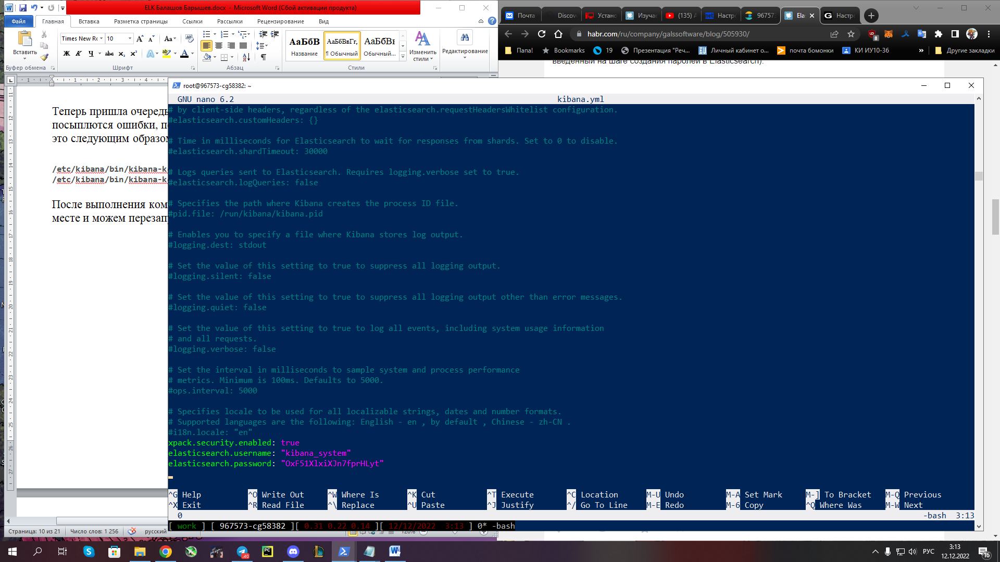 ELK Балашов Барышев.docx - Microsoft Word (Сбой активации продукта)
Файл Главная Вставка Разметка страницы Ссылки Рассылки Рецензирование Вид
Вставить
Times New Ro 10
Ж К Ч abc x₂ x²
АаБбВ АаБбВвГг, АаБбВв
Название ¶ Обычный Обычный...
Изменить стили
Редактирование
Буфер обмена Шрифт Абзац Стили
Почта Discov Устано Изучас (135) Настро 967573 Ela Настро
habr.com/ru/company/galssoftware/blog/505930/
Папа! Bookmarks 19 Презентация "Реч... Личный кабинет о... почта бомонки КИ ИУ10-36 » Другие закладки
введенный на шаге создания паролей в Elasticsearch).
Теперь пришла очередь
посыплются ошибки, по
это следующим образом
/etc/kibana/bin/kibana-k
/etc/kibana/bin/kibana-k
После выполнения ком
месте и можем перезап
root@967573-cg58382: ~
GNU nano 6.2 kibana.yml
# by client-side headers, regardless of the elasticsearch.requestHeadersWhitelist configuration.
#elasticsearch.customHeaders: {}
# Time in milliseconds for Elasticsearch to wait for responses from shards. Set to 0 to disable.
#elasticsearch.shardTimeout: 30000
# Logs queries sent to Elasticsearch. Requires logging.verbose set to true.
#elasticsearch.logQueries: false
# Specifies the path where Kibana creates the process ID file.
#pid.file: /run/kibana/kibana.pid
# Enables you to specify a file where Kibana stores log output.
#logging.dest: stdout
# Set the value of this setting to true to suppress all logging output.
#logging.silent: false
# Set the value of this setting to true to suppress all logging output other than error messages.
#logging.quiet: false
# Set the value of this setting to true to log all events, including system usage information
# and all requests.
#logging.verbose: false
# Set the interval in milliseconds to sample system and process performance
# metrics. Minimum is 100ms. Defaults to 5000.
#ops.interval: 5000
# Specifies locale to be used for all localizable strings, dates and number formats.
# Supported languages are the following: English - en , by default , Chinese - zh-CN .
#i18n.locale: "en"
xpack.security.enabled: true
elasticsearch.username: "kibana_system"
elasticsearch.password: "OxF51XlxiXJn7fprHLyt"
^G Help ^O Write Out ^W Where Is ^K Cut ^T Execute ^C Location M-U Undo M-A Set Mark M-] To Bracket M-Q Previous
^X Exit ^R Read File ^\ Replace ^U Paste ^J Justify ^/ Go To Line M-E Redo M-6 Copy ^Q Where Was M-W Next
0 -bash 3:13
[ work ] [ 967573-cg58382 ][ 0.31 0.22 0.14 ][ 12/12/2022 3:13 ] 0* -bash
Страница: 10 из 21 Число слов: 1 256 русский 120%
РУС 3:13
12.12.2022 16